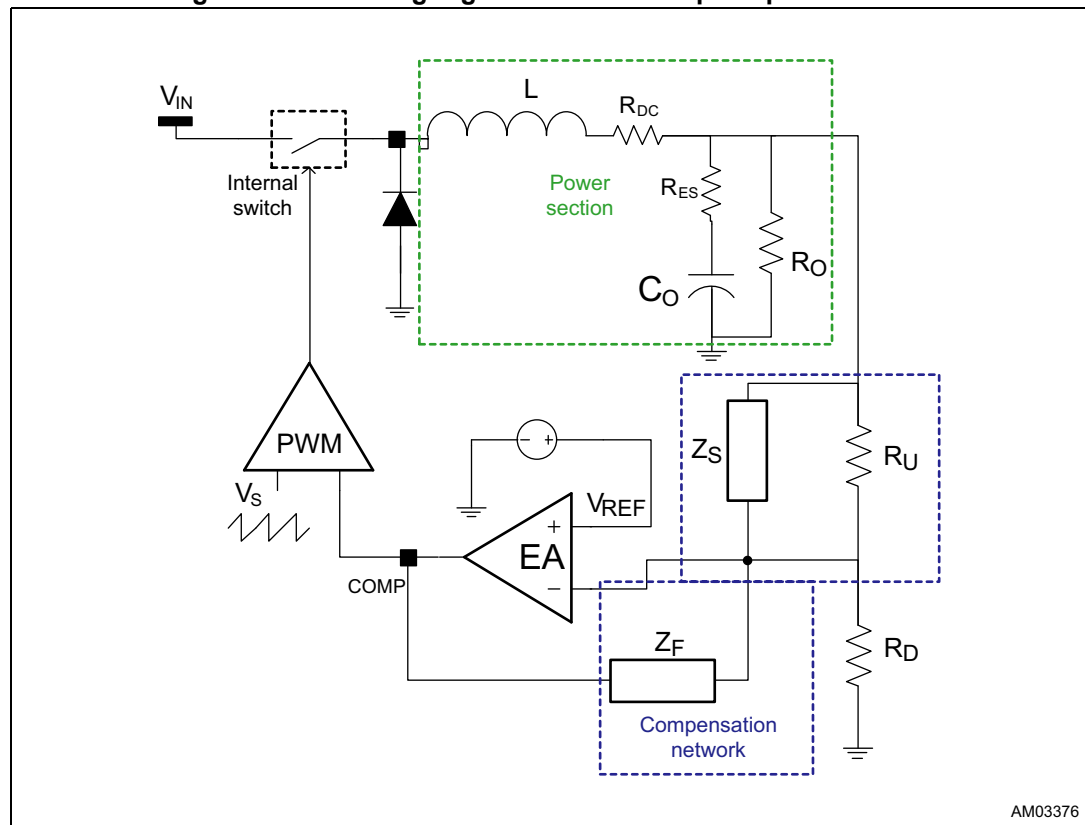 L
V_IN
R_DC
Internal
switch
Power
section
R_ES
R_O
C_O
PWM
Z_S
R_U
V_S
- +
V_REF
+
EA
COMP
−
Z_F
R_D
Compensation
network
AM03376